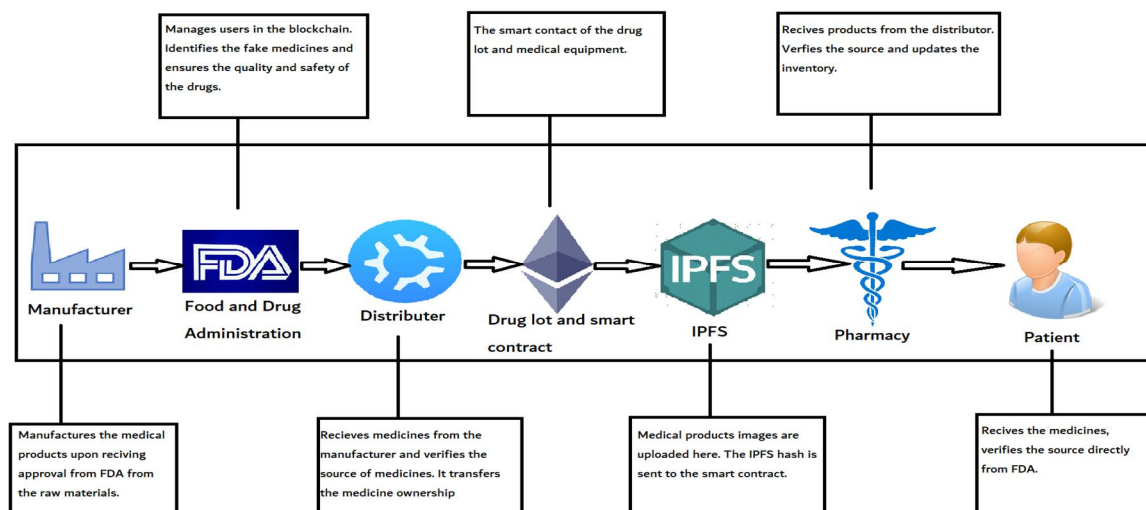 Manages users in the blockchain.
Identifies the fake medicines and
ensures the quality and safety of
the drugs.
The smart contact of the drug
lot and medical equipment.
Recives products from the distributor.
Verfies the source and updates the
inventory.
FDA
IPFS
Manufacturer
Food and Drug
Administration
Distributer
Drug lot and smart
contract
IPFS
Pharmacy
Patient
Manufactures the medical
products upon reciving
approval from FDA from
the raw materials.
Recieves medicines from the
manufacturer and verifies the
source of medicines. It transfers
the medicine ownership
Medical products images are
uploaded here. The IPFS hash is
sent to the smart contract.
Recives the medicines,
verifies the source directly
from FDA.